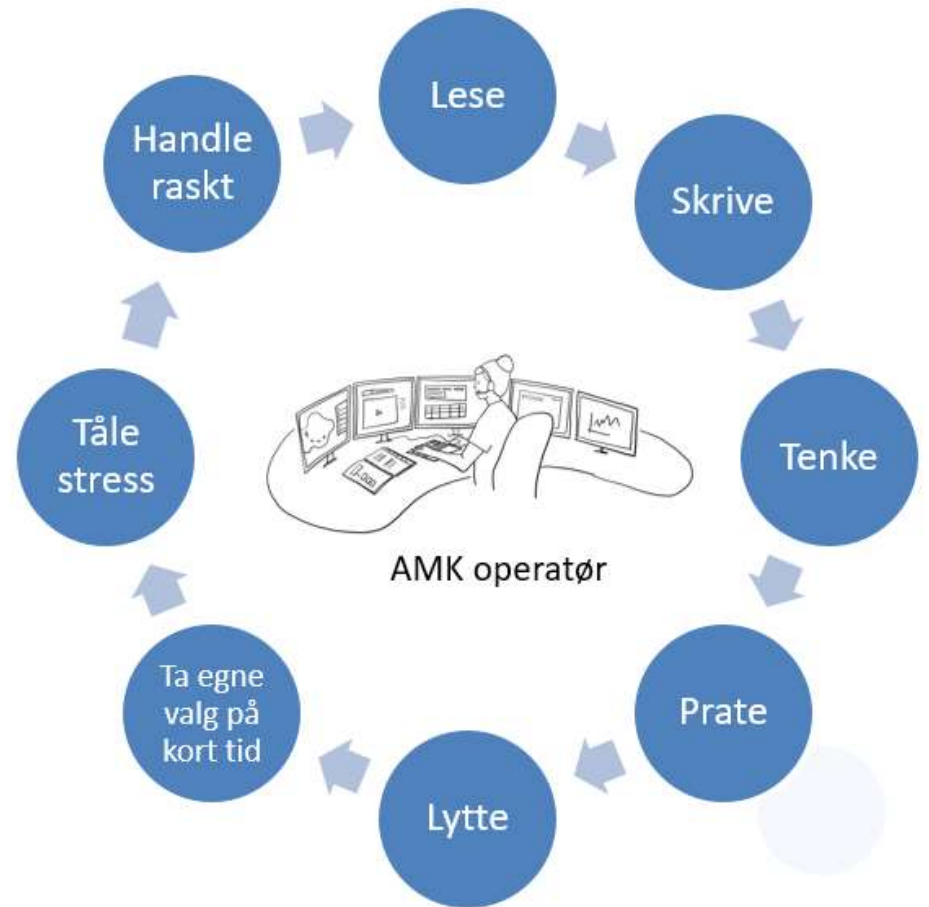 Lese
Skrive
Tenke
Prate
Lytte
Ta egne
valg på
kort tid
Tåle
stress
Handle
raskt
AMK operatør